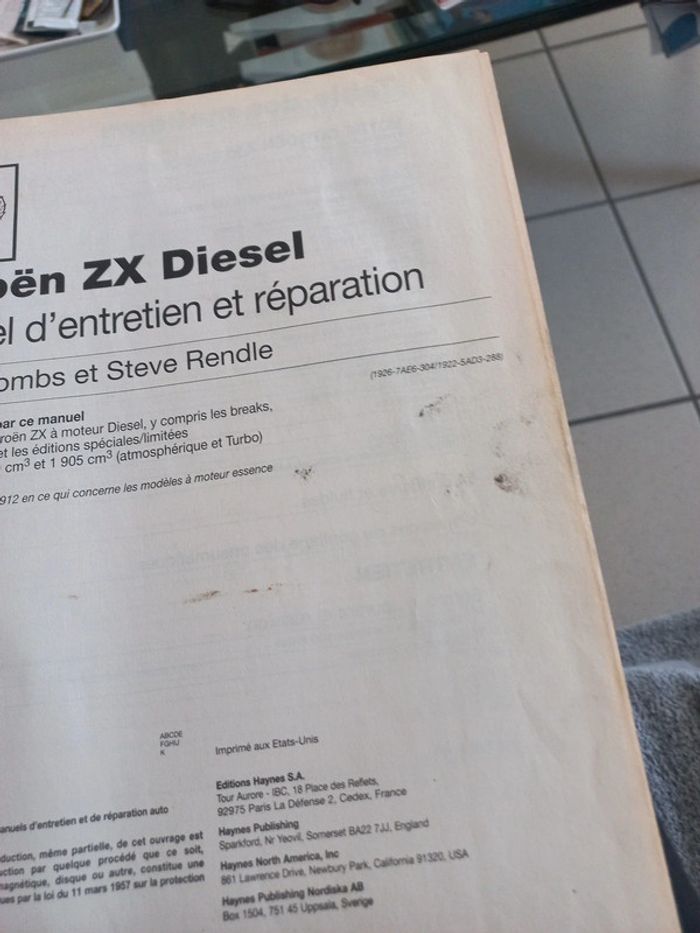 oën ZX Diesel
el d'entretien et réparation
ombs et Steve Rendle
(1926-7AE6-304/1922-5AD3-288)
par ce manuel
roën ZX à moteur Diesel, y compris les breaks,
et les éditions spéciales/limitées
cm³ et 1 905 cm³ (atmosphérique et Turbo)
912 en ce qui concerne les modèles à moteur essence
ABCDE
FGHIJ
K
Imprimé aux Etats-Unis
Editions Haynes S.A.
Tour Aurore - IBC, 18 Place des Reflets,
92975 Paris La Défense 2, Cedex, France
Haynes Publishing
Sparkford, Nr Yeovil, Somerset BA22 7JJ, England
Haynes North America, Inc
861 Lawrence Drive, Newbury Park, California 91320, USA
Haynes Publishing Nordiska AB
Box 1504, 751 45 Uppsala, Sverige
anuels d'entretien et de réparation auto
duction, même partielle, de cet ouvrage est
uction par quelque procédé que ce soit,
magnétique, disque ou autre, constitue une
ues par la loi du 11 mars 1957 sur la protection